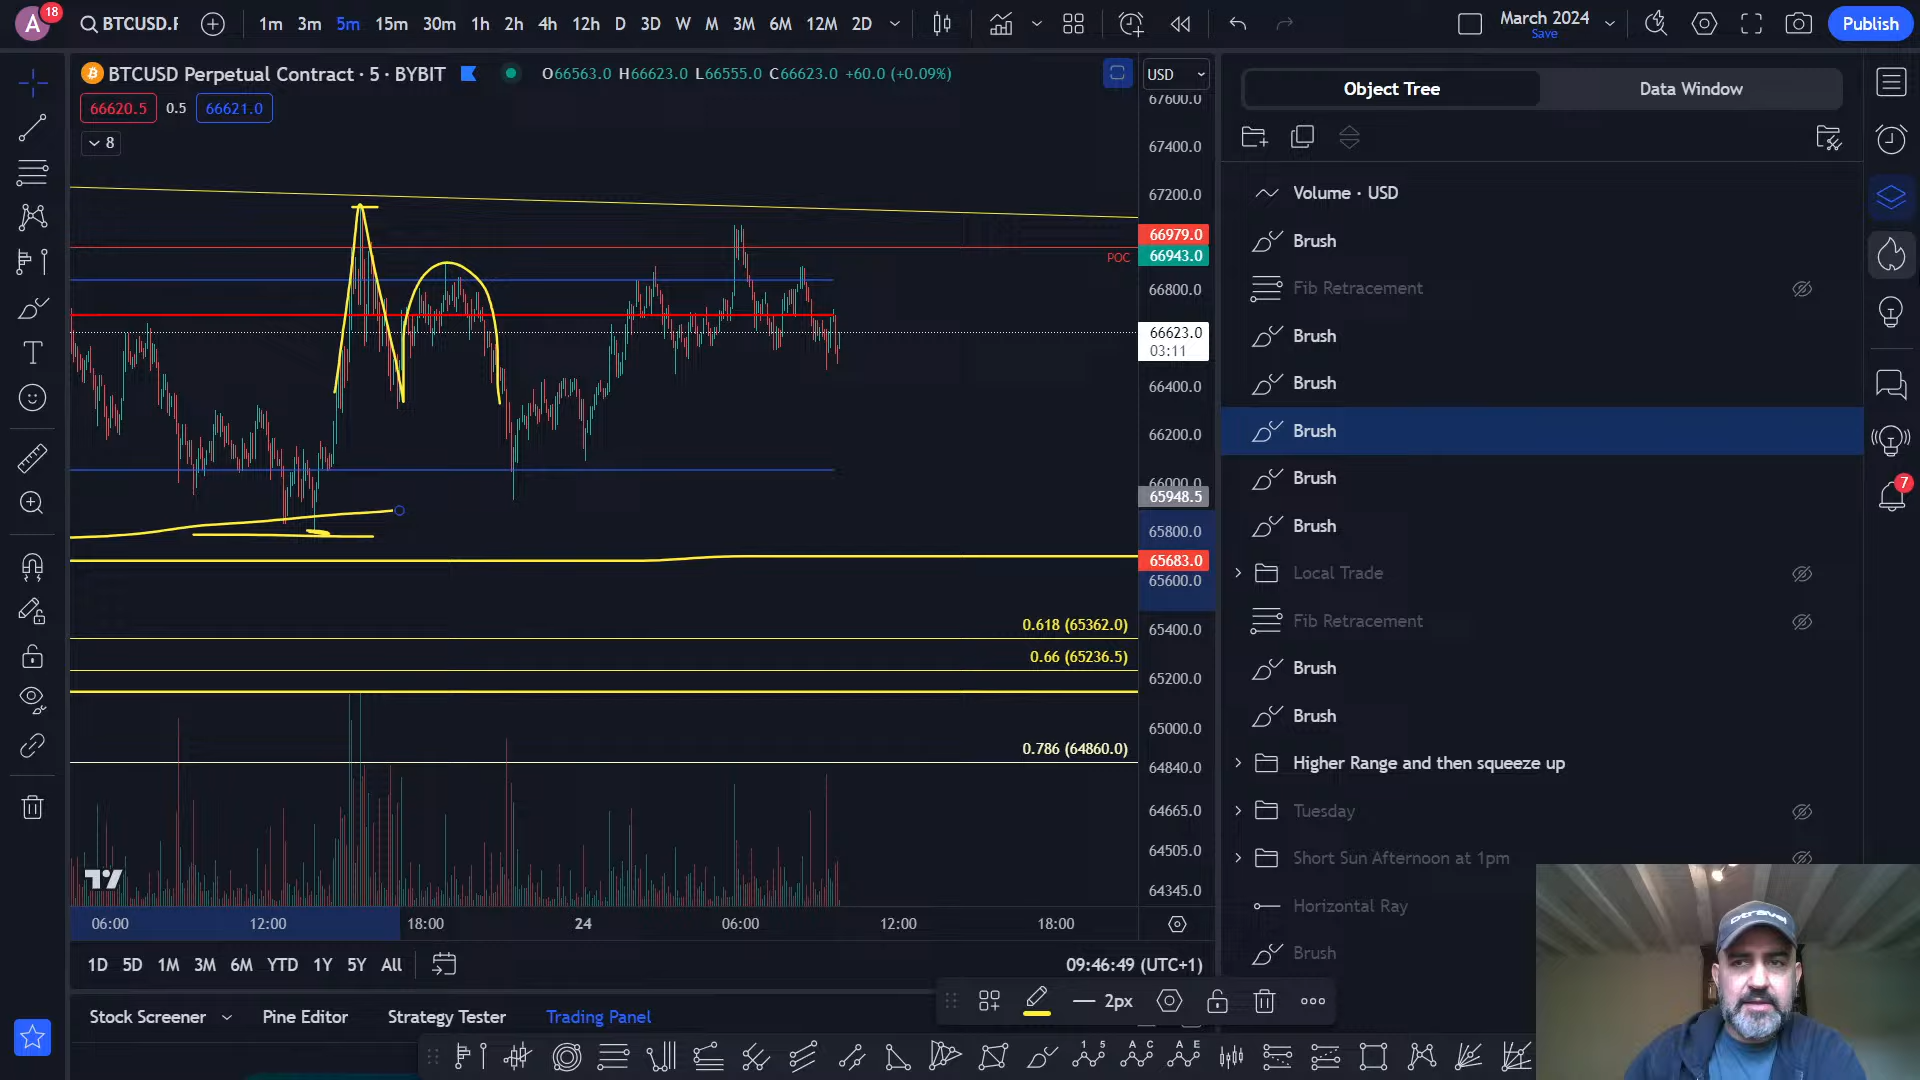 A
18
BTCUSD.F
1m 3m 5m 15m 30m 1h 2h 4h 12h D 3D W M 3M 6M 12M 2D
March 2024
Save
Publish
BTCUSD Perpetual Contract · 5 · BYBIT
O66563.0 H66623.0 L66555.0 C66623.0 +60.0 (+0.09%)
66620.5 0.5 66621.0
8
USD
67600.0
67400.0
67200.0
66979.0
66943.0
POC
66800.0
66623.0
03:11
66400.0
66200.0
66000.0
65948.5
65800.0
65683.0
65600.0
0.618 (65362.0)
65400.0
0.66 (65236.5)
65200.0
65000.0
0.786 (64860.0)
64840.0
64665.0
64505.0
64345.0
06:00 12:00 18:00 24 06:00 12:00 18:00
1D 5D 1M 3M 6M YTD 1Y 5Y All
09:46:49 (UTC+1)
2px
Stock Screener Pine Editor Strategy Tester Trading Panel
Object Tree
Data Window
Volume · USD
Brush
Fib Retracement
Brush
Brush
Brush
Brush
Brush
Local Trade
Fib Retracement
Brush
Brush
Higher Range and then squeeze up
Tuesday
Short Sun Afternoon at 1pm
Horizontal Ray
Brush
7
dtravel
1 5
A C
A E